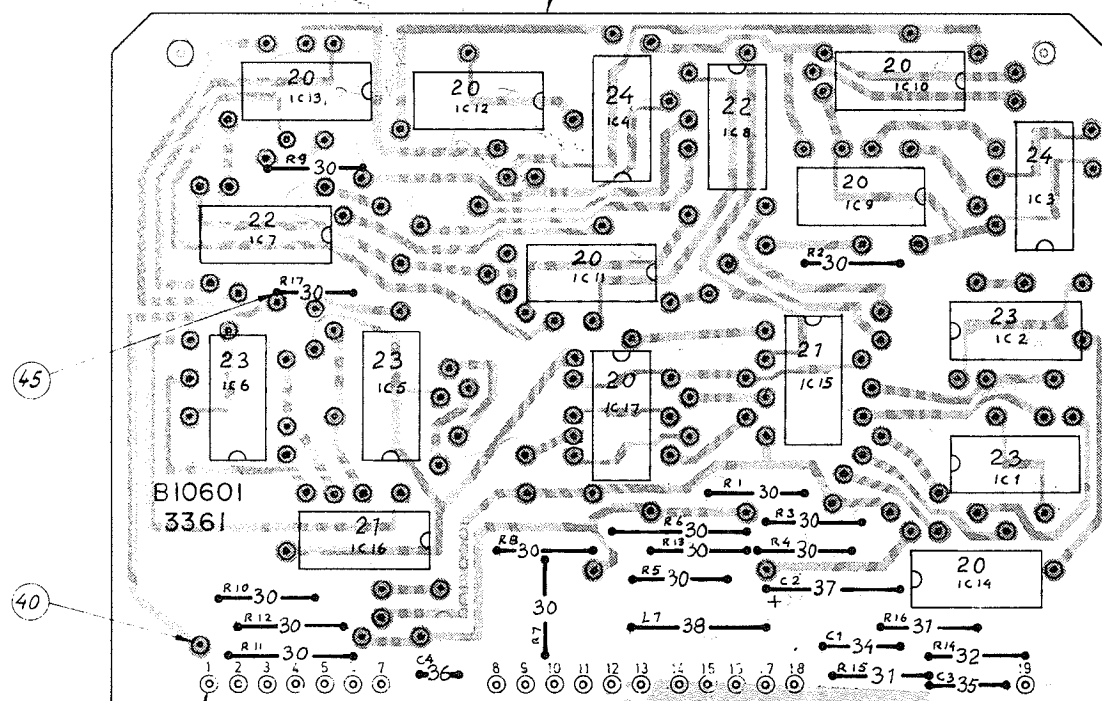 20
IC13
20
IC12
24
IC4
22
IC8
20
IC10
24
IC3
R9 30
22
IC7
20
IC9
20
IC11
R2 30
R17 30
45
23
IC6
23
IC5
20
IC17
21
IC15
23
IC2
23
IC1
B10601
3361
21
IC16
R1 30
R3 30
R6 30
R8 30
R13 30
R4 30
R5 30
C2 37
+
20
IC14
40
R10 30
R12 30
R11 30
30
R7
L7 38
R16 31
C1 34
R14 32
C4 36
R15 31
C3 35
1 2 3 4 5 6 7 8 9 10 11 12 13 14 15 16 17 18 19